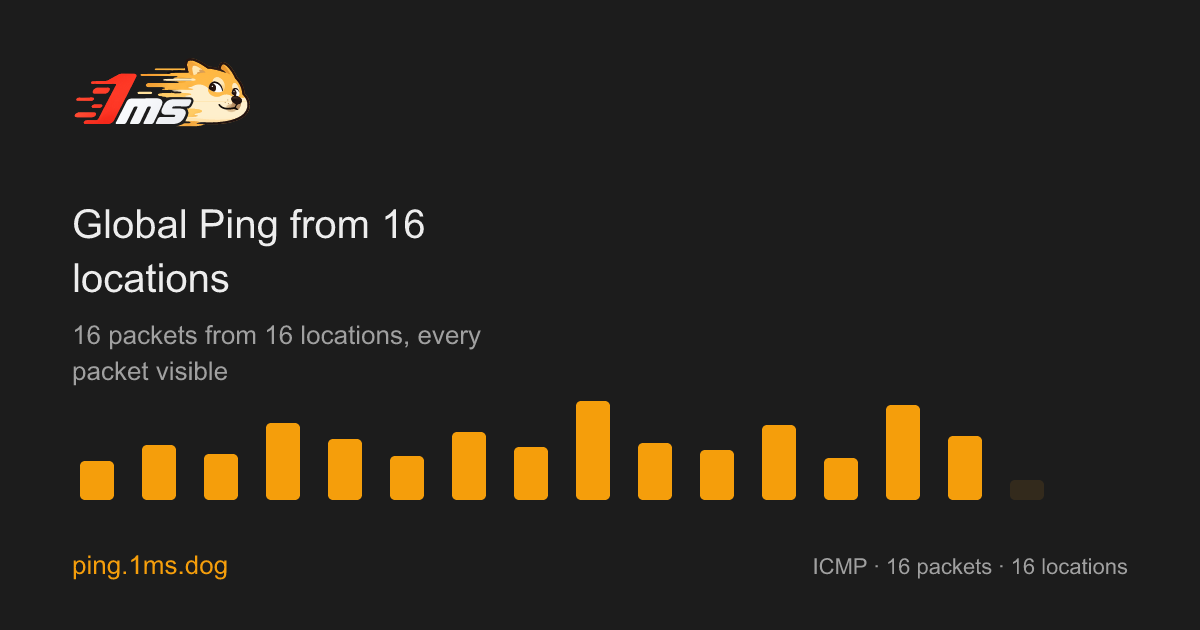 1ms
Global Ping from 16
locations
16 packets from 16 locations, every
packet visible
ping.1ms.dog
ICMP · 16 packets · 16 locations